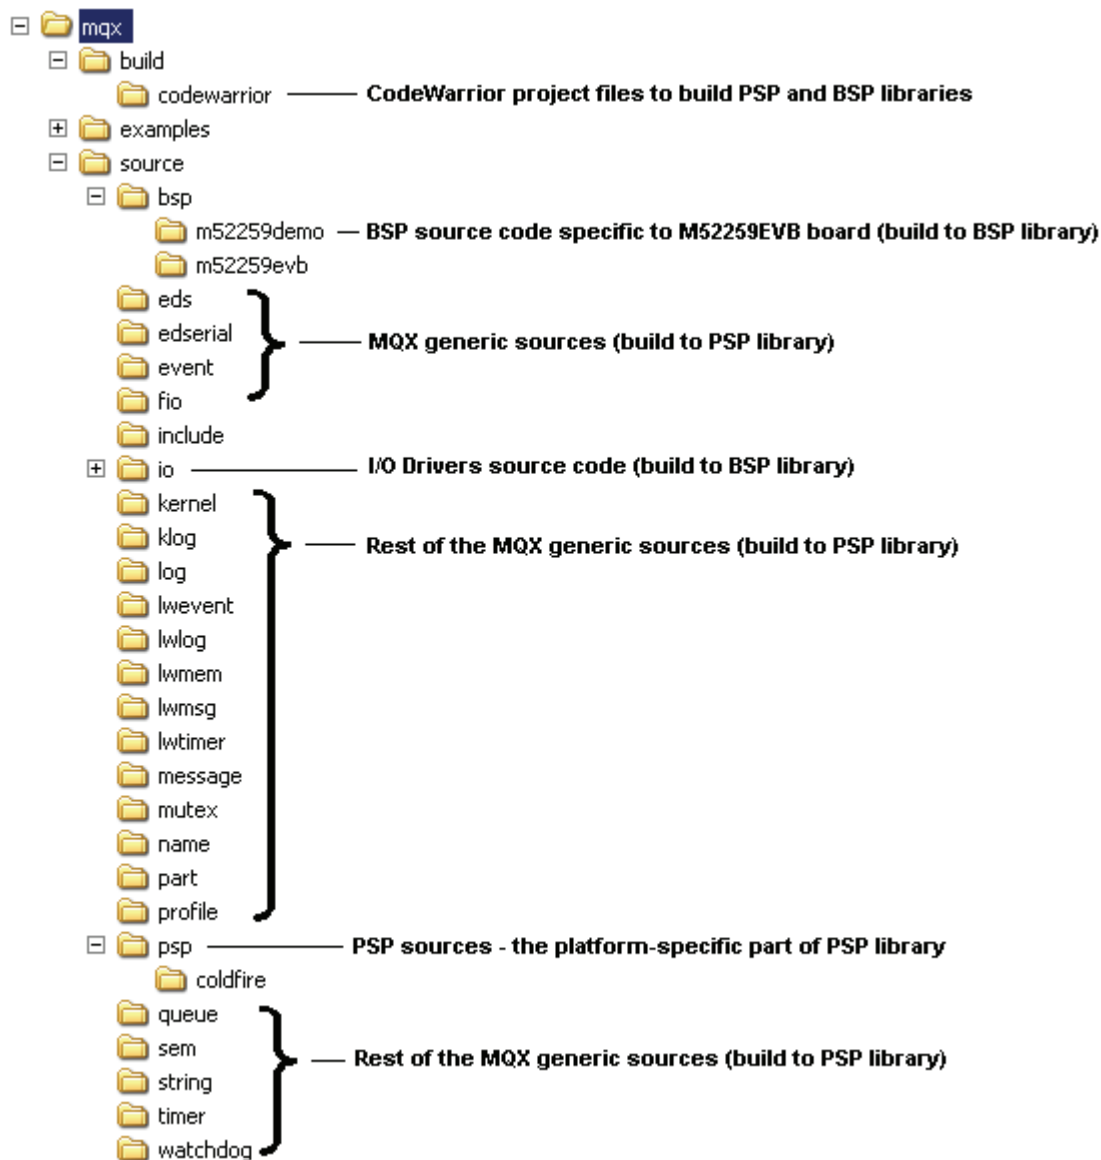 mqx
build
codewarrior CodeWarrior project files to build PSP and BSP libraries
examples
source
bsp
m52259demo BSP source code specific to M52259EVB board (build to BSP library)
m52259evb
eds
edserial
MQX generic sources (build to PSP library)
event
fio
include
io I/O Drivers source code (build to BSP library)
kernel
klog Rest of the MQX generic sources (build to PSP library)
log
lwevent
lwlog
lwmem
lwmsg
lwtimer
message
mutex
name
part
profile
psp PSP sources - the platform-specific part of PSP library
coldfire
queue
sem Rest of the MQX generic sources (build to PSP library)
string
timer
watchdog